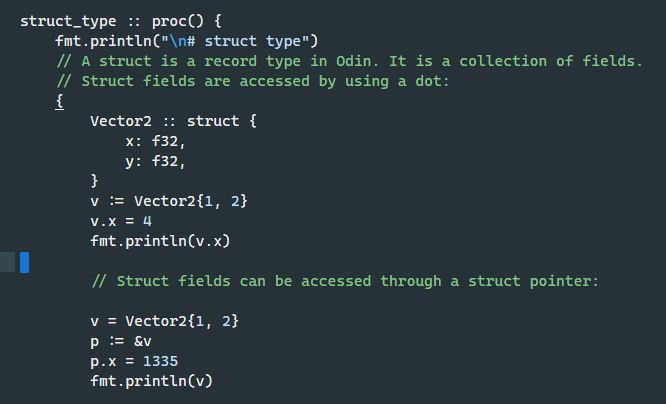 struct_type :: proc() {
    fmt.println("\n# struct type")
    // A struct is a record type in Odin. It is a collection of fields.
    // Struct fields are accessed by using a dot:
    {
        Vector2 :: struct {
            x: f32,
            y: f32,
        }
        v := Vector2{1, 2}
        v.x = 4
        fmt.println(v.x)
        // Struct fields can be accessed through a struct pointer:
        v = Vector2{1, 2}
        p := &v
        p.x = 1335
        fmt.println(v)